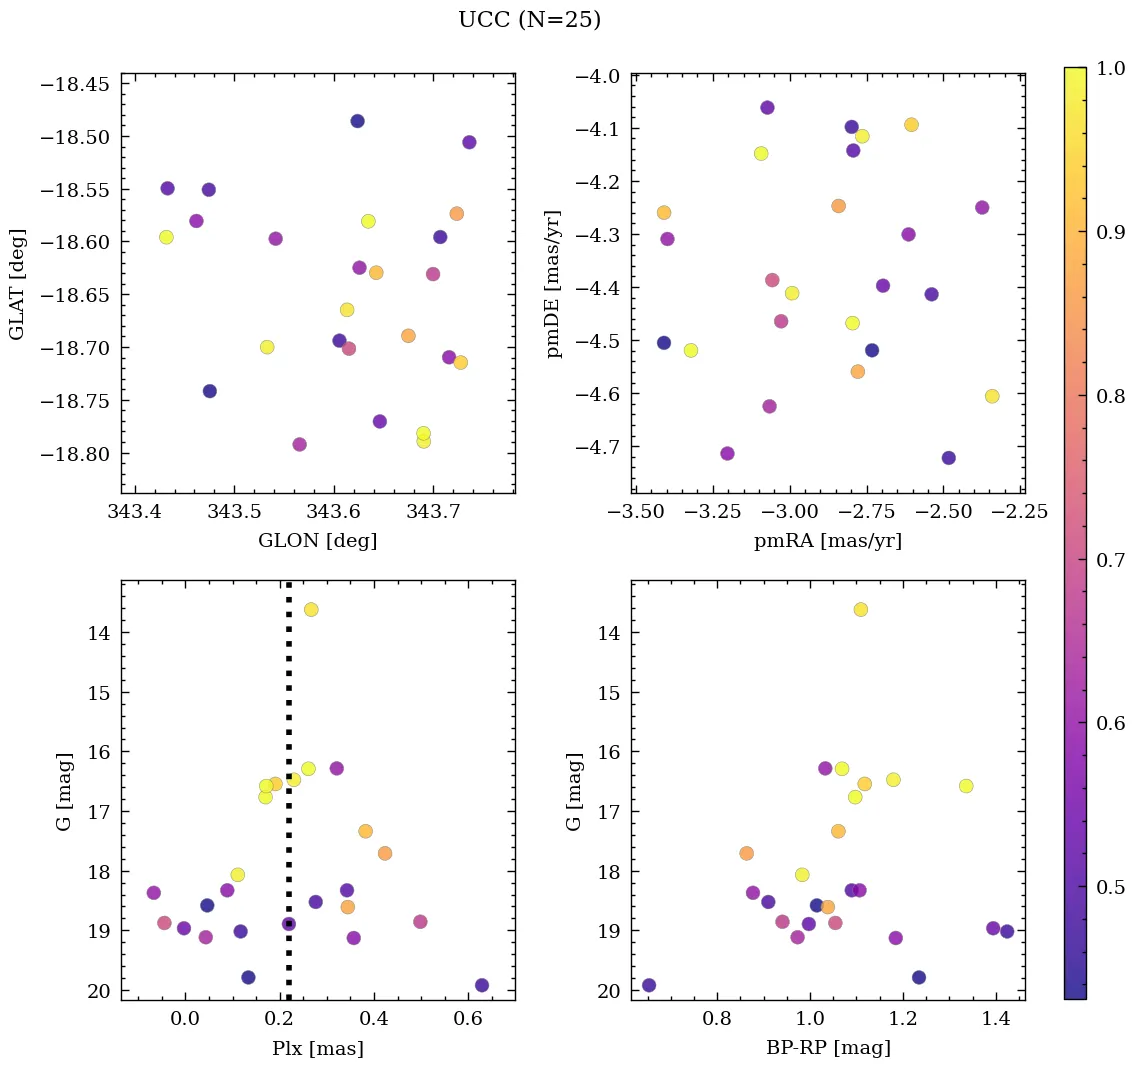 UCC (N=25)
−18.45
−18.50
−18.55
−18.60
−18.65
−18.70
−18.75
−18.80
GLAT [deg]
343.4 343.5 343.6 343.7
GLON [deg]
−4.0
−4.1
−4.2
−4.3
−4.4
−4.5
−4.6
−4.7
pmDE [mas/yr]
−3.50 −3.25 −3.00 −2.75 −2.50 −2.25
pmRA [mas/yr]
14
15
16
17
18
19
20
G [mag]
0.0 0.2 0.4 0.6
Plx [mas]
14
15
16
17
18
19
20
G [mag]
0.8 1.0 1.2 1.4
BP-RP [mag]
1.0
0.9
0.8
0.7
0.6
0.5